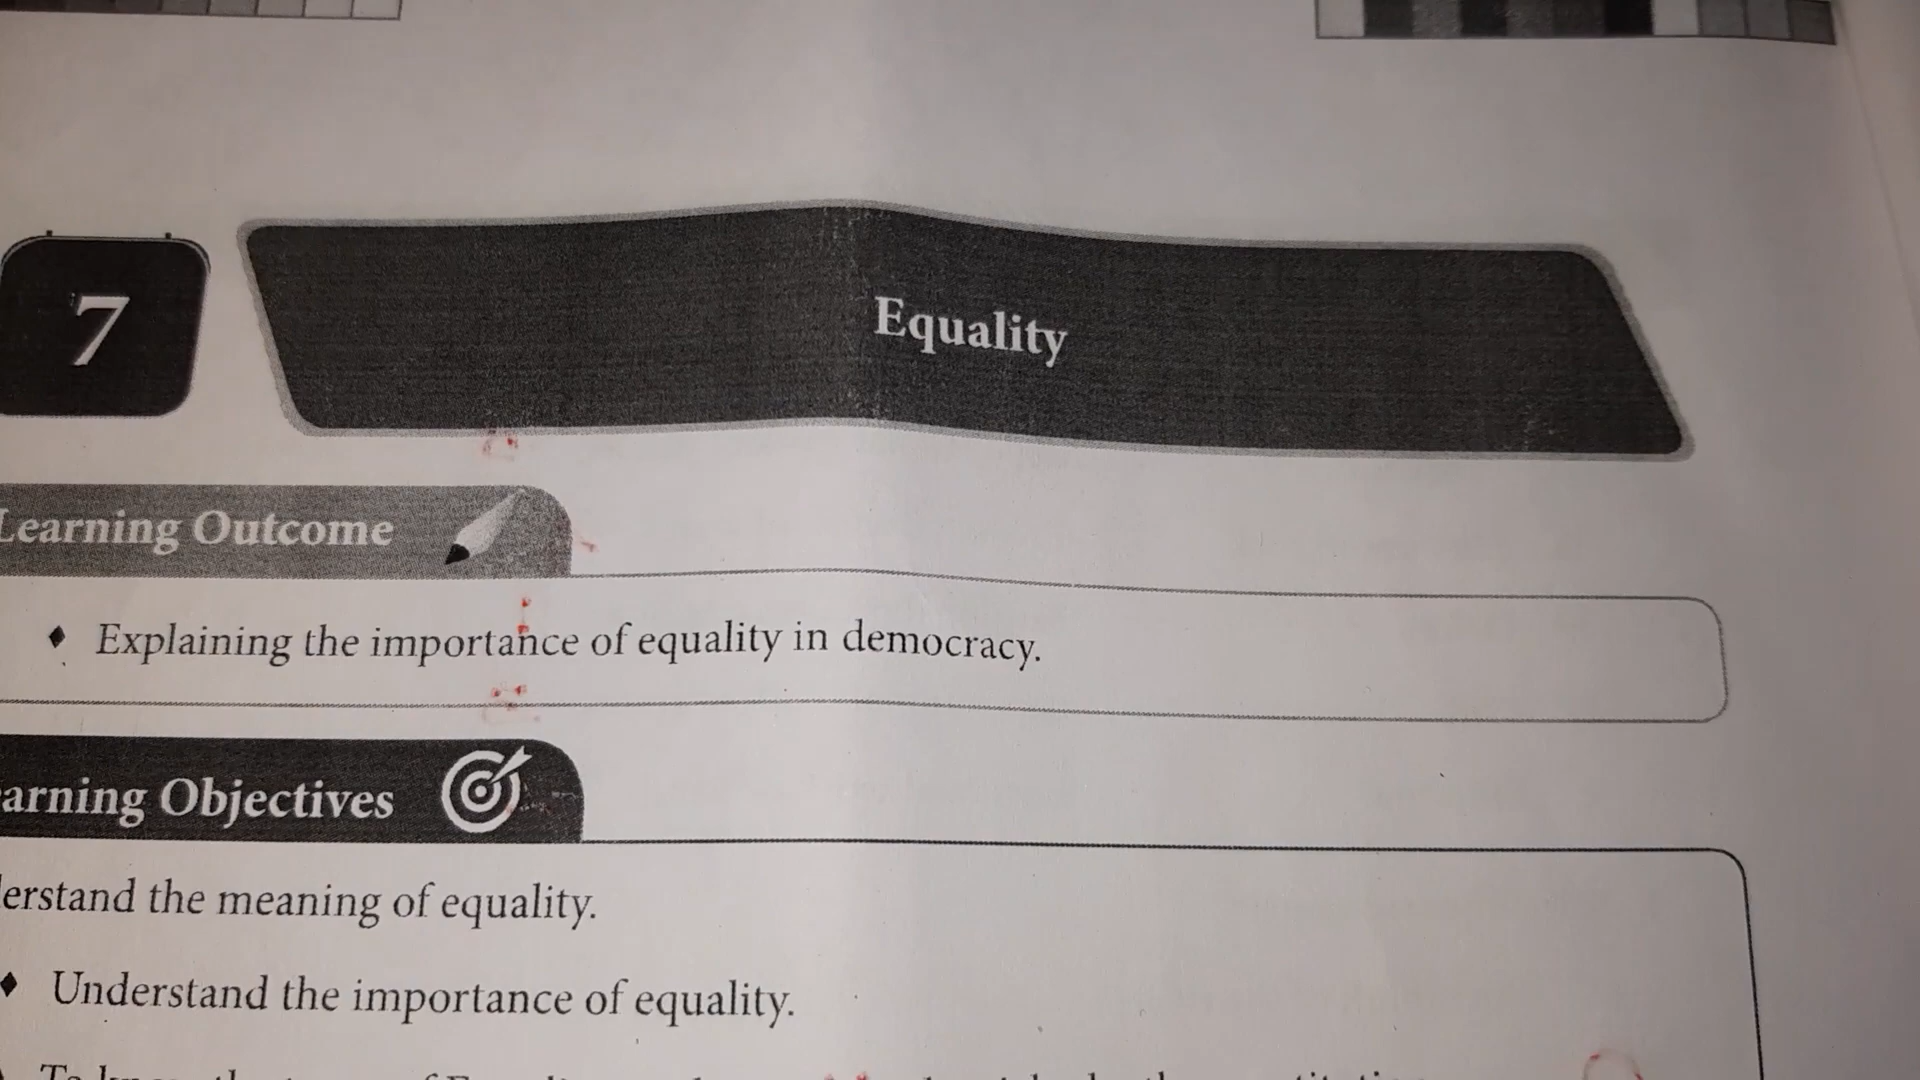 7
Equality
Learning Outcome
♦ Explaining the importance of equality in democracy.
arning Objectives
erstand the meaning of equality.
♦ Understand the importance of equality.